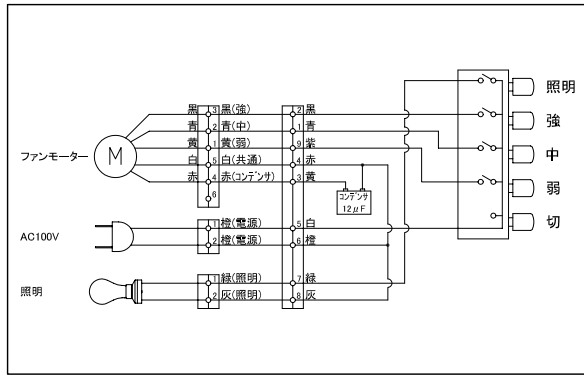 照明
黒 3 黒(強) 2 黒
強
青 2 青(中) 1 青
黄 1 黄(弱) 9 紫
中
ファンモーター M 白 5 白(共通) 4 赤
赤 4 赤(コンデンサ) 3 黄
弱
6
コンデンサ
12μF
切
AC100V 1 橙(電源) 5 白
2 橙(電源) 6 橙
照明 1 緑(照明) 7 緑
2 灰(照明) 8 灰